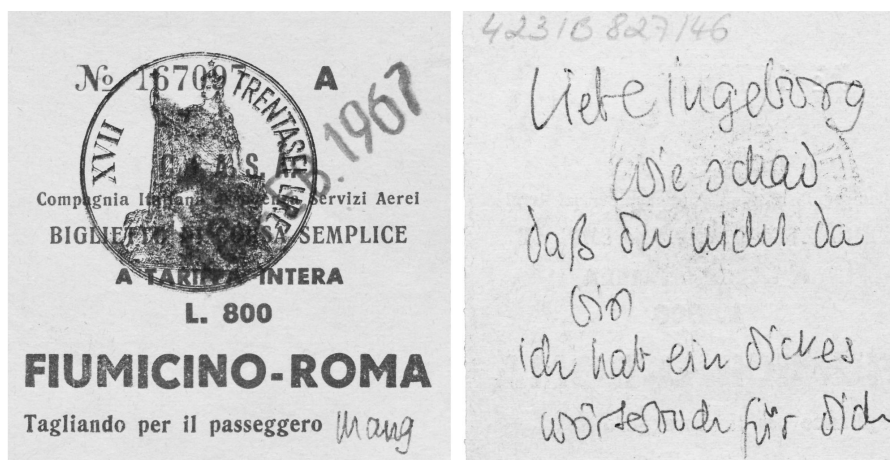 № 167097 A
XVII TRENTASEI LIRE
1967
C.I.A.S.A.
Compagnia Italiana Servizi Aerei
BIGLIETTO DI CORSA SEMPLICE
A TARIFFA INTERA
L. 800
FIUMICINO-ROMA
Tagliando per il passeggero
4231B 827/46
Liebe Ingeborg
wie schad
daß Du nicht da
bist
ich hab ein dickes
wörterbuch für Dich